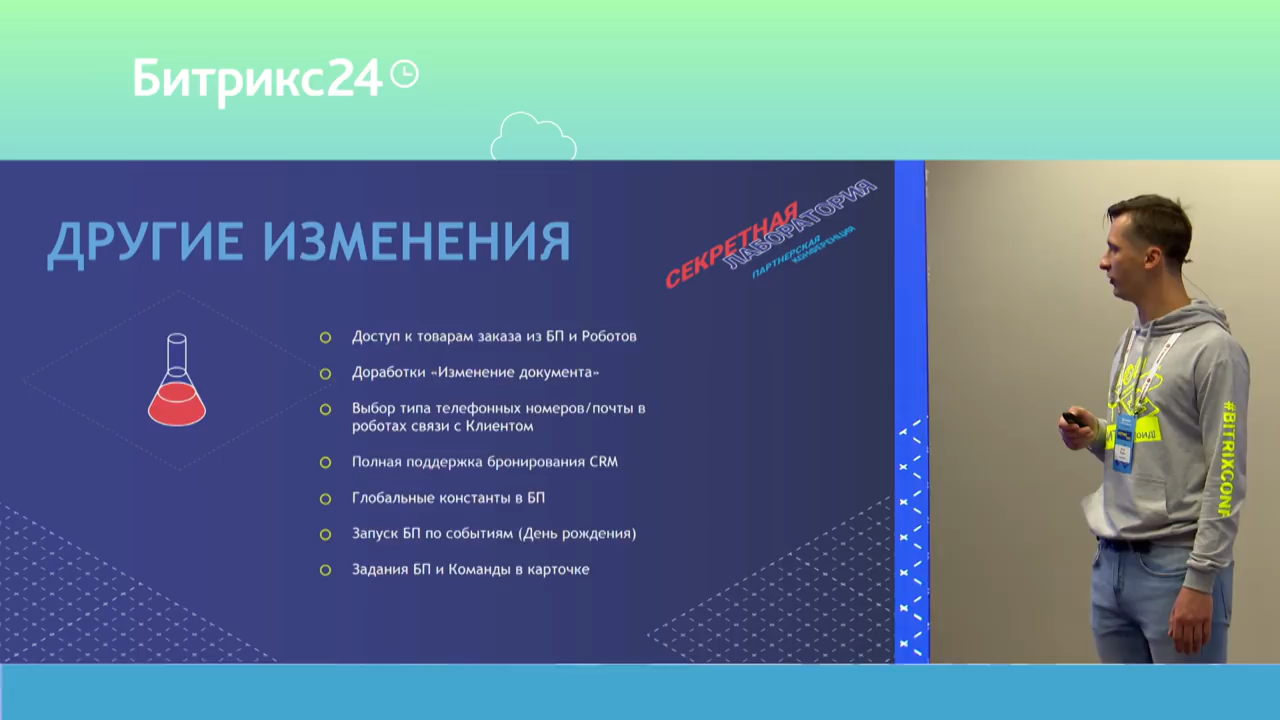 Битрикс24
ДРУГИЕ ИЗМЕНЕНИЯ
СЕКРЕТНАЯ
ЛАБОРАТОРИЯ
ПАРТНЕРСКАЯ
КОНФЕРЕНЦИЯ
Доступ к товарам заказа из БП и Роботов
Доработки «Изменение документа»
Выбор типа телефонных номеров/почты в
роботах связи с Клиентом
Полная поддержка бронирования CRM
Глобальные константы в БП
Запуск БП по событиям (День рождения)
Задания БП и Команды в карточке
#BITRIXCONF